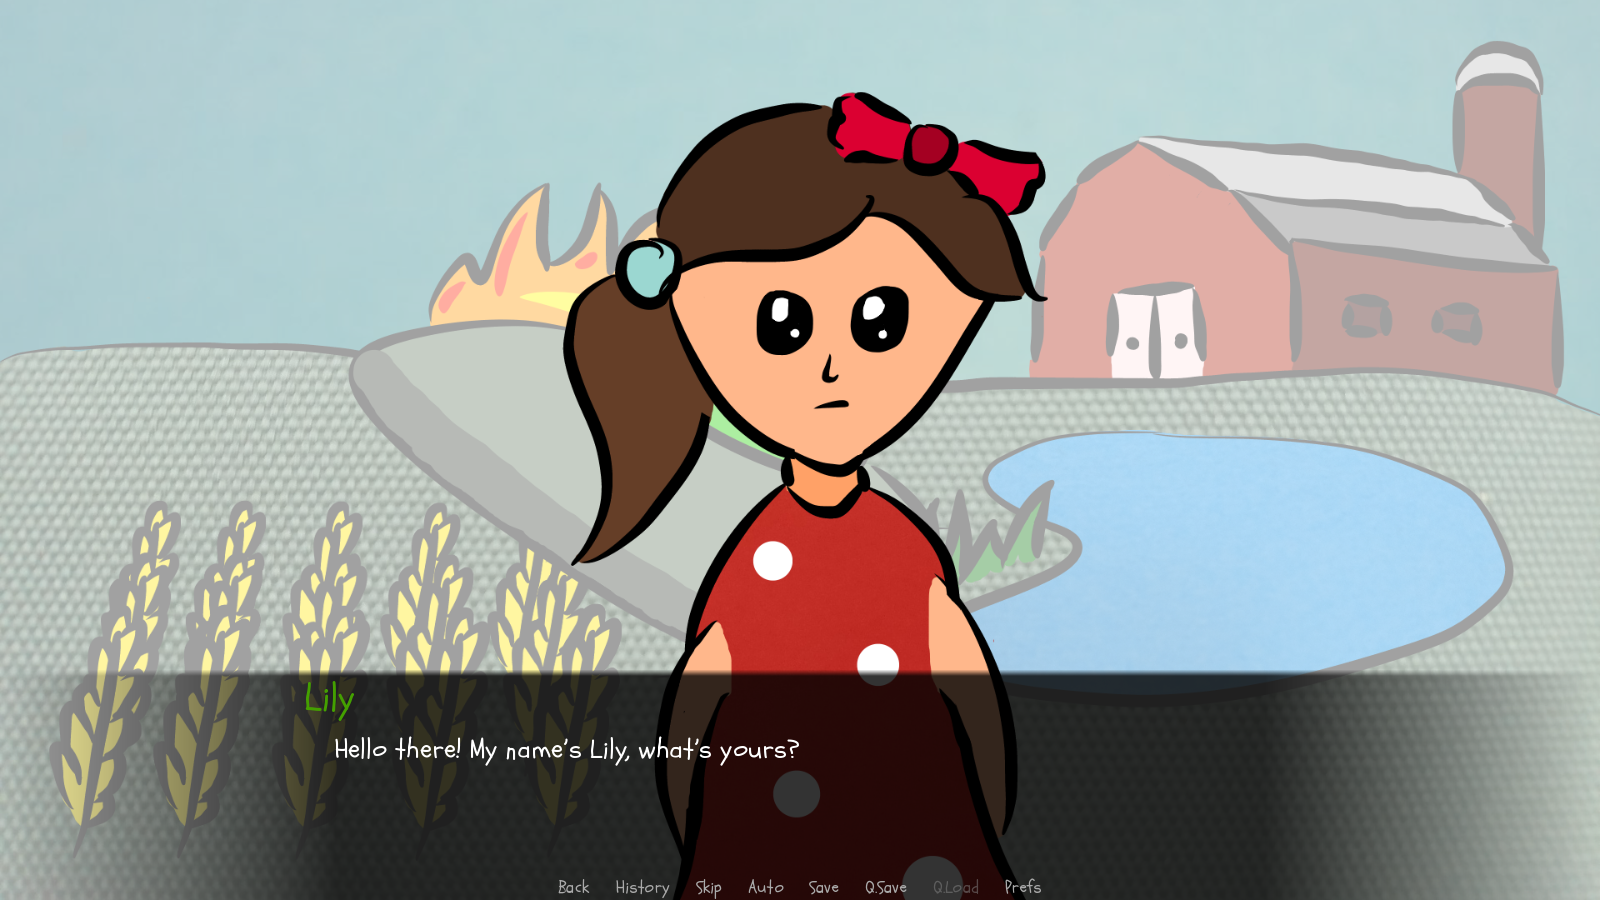 Lily
Hello there! My name's Lily, what's yours?
Back History Skip Auto Save Q.Save Q.Load Prefs